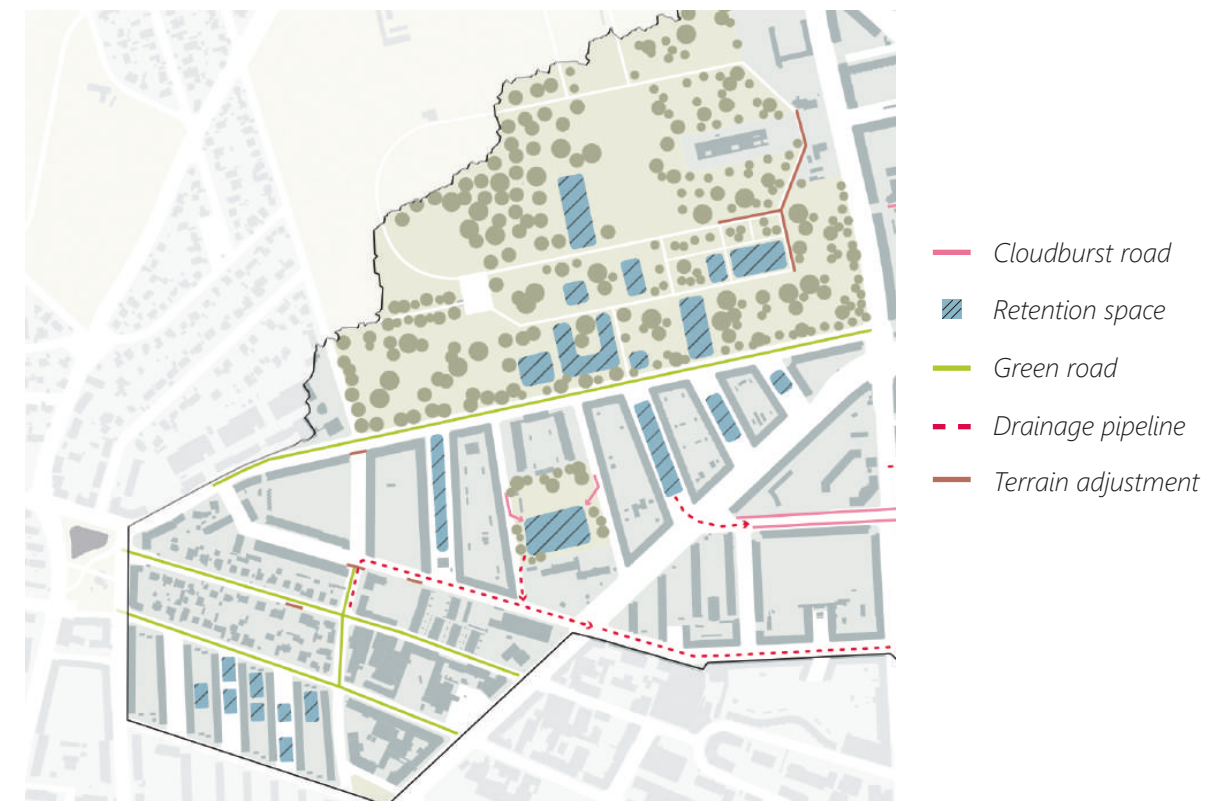 Cloudburst road
Retention space
Green road
Drainage pipeline
Terrain adjustment